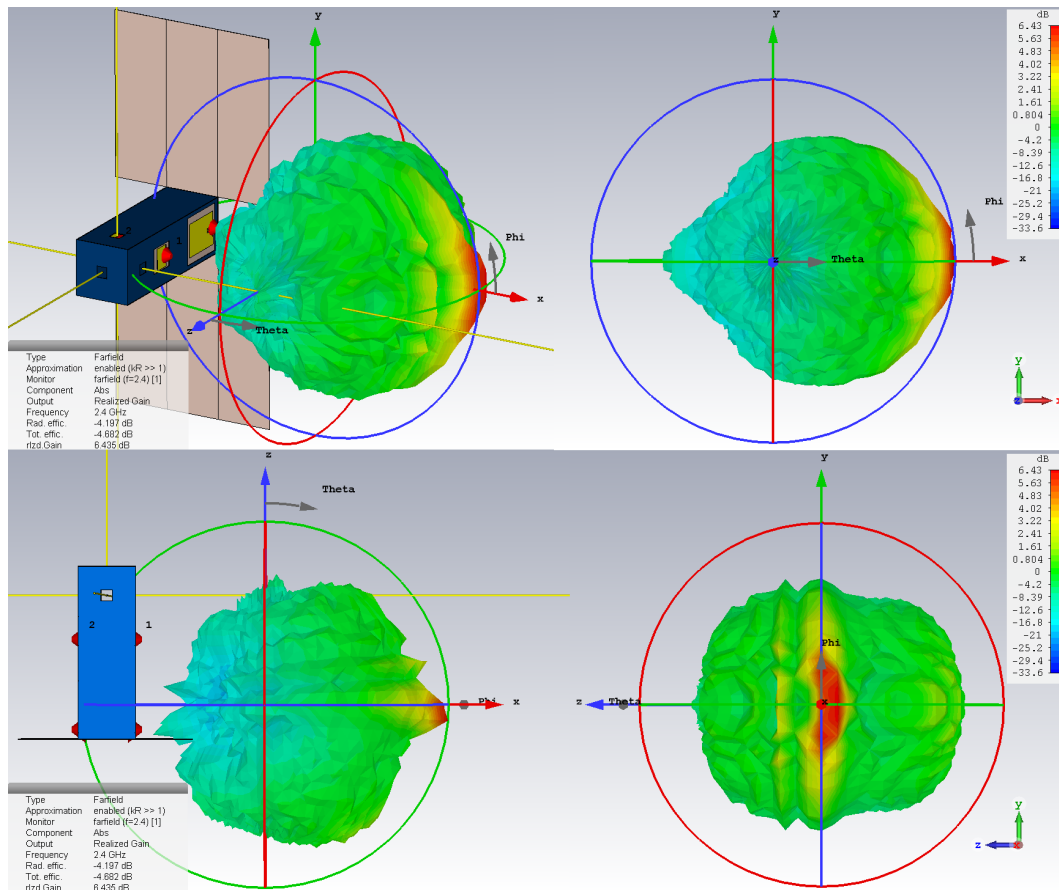 y
Phi
x
z
Theta
2
1
Type Farfield
Approximation enabled (kR >> 1)
Monitor farfield (f=2.4) [1]
Component Abs
Output Realized Gain
Frequency 2.4 GHz
Rad. effic. -4.197 dB
Tot. effic. -4.682 dB
rlzd.Gain 6.435 dB
y
Phi
z
Theta
x
dB
6.43
5.63
4.82
4.02
3.22
2.41
1.61
0.804
0
-4.2
-8.39
-12.6
-16.8
-21
-25.2
-29.4
-33.6
y
z
x
z
Theta
2
1
Phi
x
Type Farfield
Approximation enabled (kR >> 1)
Monitor farfield (f=2.4) [1]
Component Abs
Output Realized Gain
Frequency 2.4 GHz
Rad. effic. -4.197 dB
Tot. effic. -4.682 dB
rlzd.Gain 6.435 dB
y
Phi
z
Theta
x
dB
6.43
5.63
4.82
4.02
3.22
2.41
1.61
0.804
0
-4.2
-8.39
-12.6
-16.8
-21
-25.2
-29.4
-33.6
y
z
x